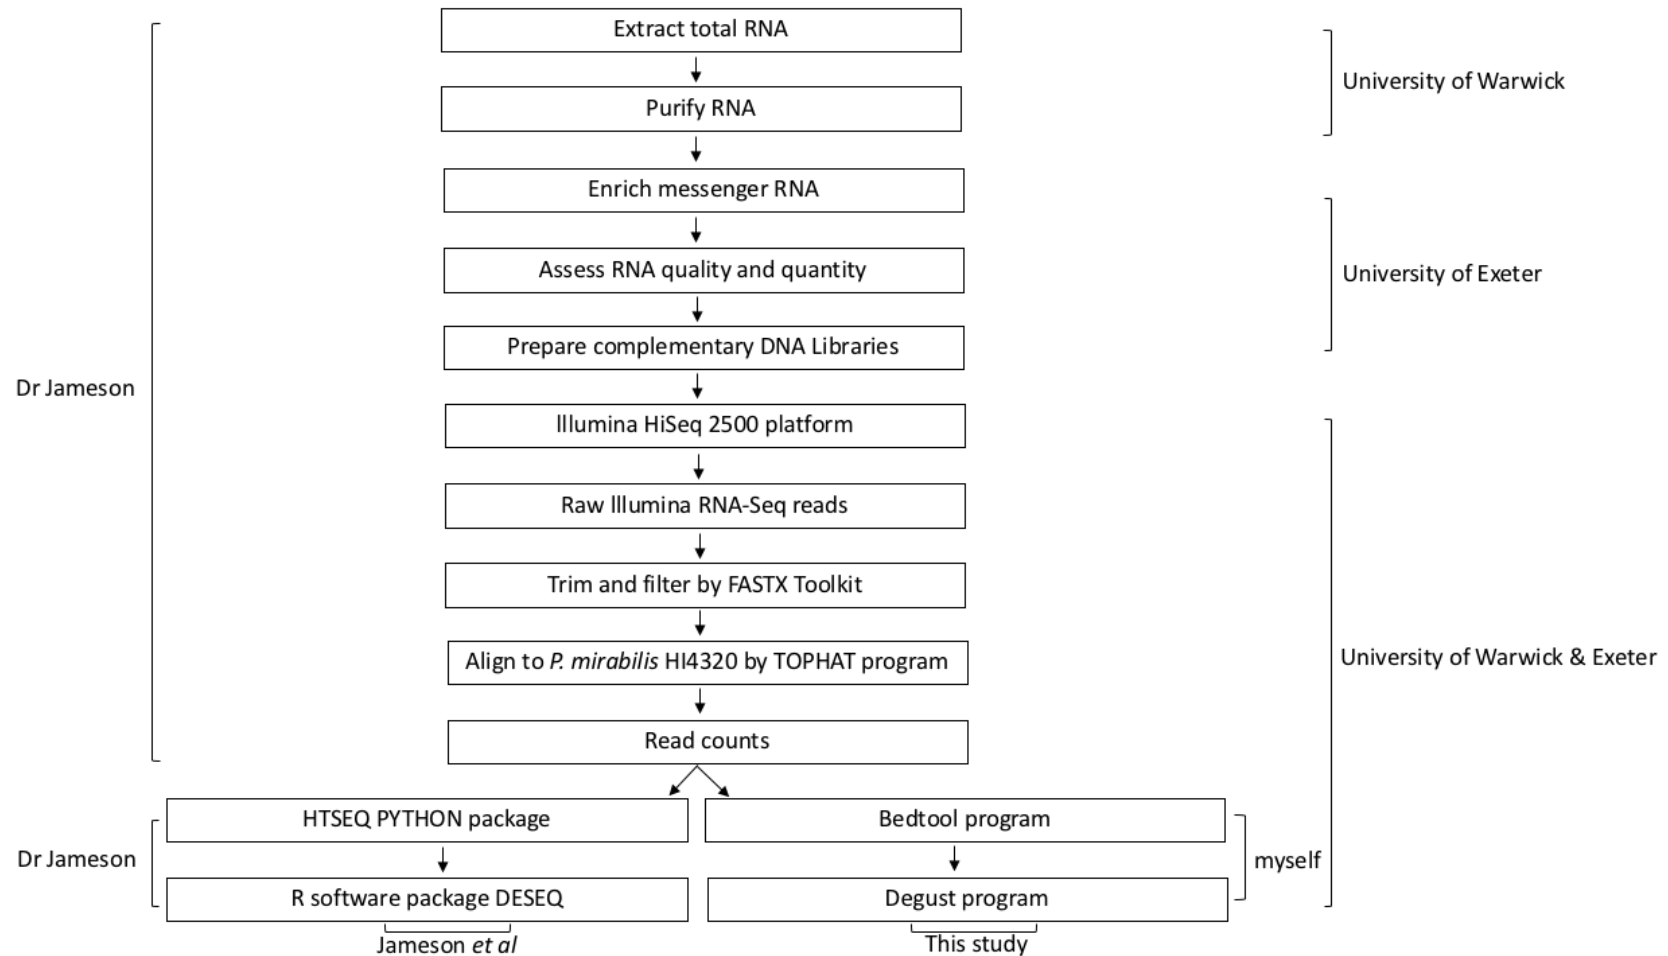 Extract total RNA
University of Warwick
Purify RNA
Enrich messenger RNA
Assess RNA quality and quantity
University of Exeter
Prepare complementary DNA Libraries
Dr Jameson
Illumina HiSeq 2500 platform
Raw Illumina RNA-Seq reads
Trim and filter by FASTX Toolkit
Align to P. mirabilis HI4320 by TOPHAT program
University of Warwick & Exeter
Read counts
HTSEQ PYTHON package
Bedtool program
Dr Jameson
myself
R software package DESEQ
Degust program
Jameson et al
This study